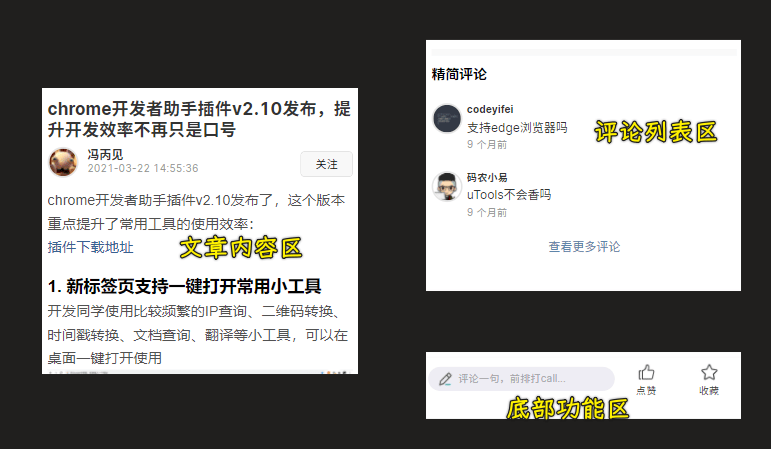 chrome开发者助手插件v2.10发布，提
升开发效率不再只是口号
冯丙见
2021-03-22 14:55:36
关注
chrome开发者助手插件v2.10发布了，这个版本
重点提升了常用工具的使用效率：
插件下载地址
文章内容区
1. 新标签页支持一键打开常用小工具
开发同学使用比较频繁的IP查询、二维码转换、
时间戳转换、文档查询、翻译等小工具，可以在
桌面一键打开使用
精简评论
codeyifei
支持edge浏览器吗
9 个月前
评论列表区
码农小易
uTools不会香吗
9 个月前
查看更多评论
评论一句，前排打call...
点赞
收藏
底部功能区